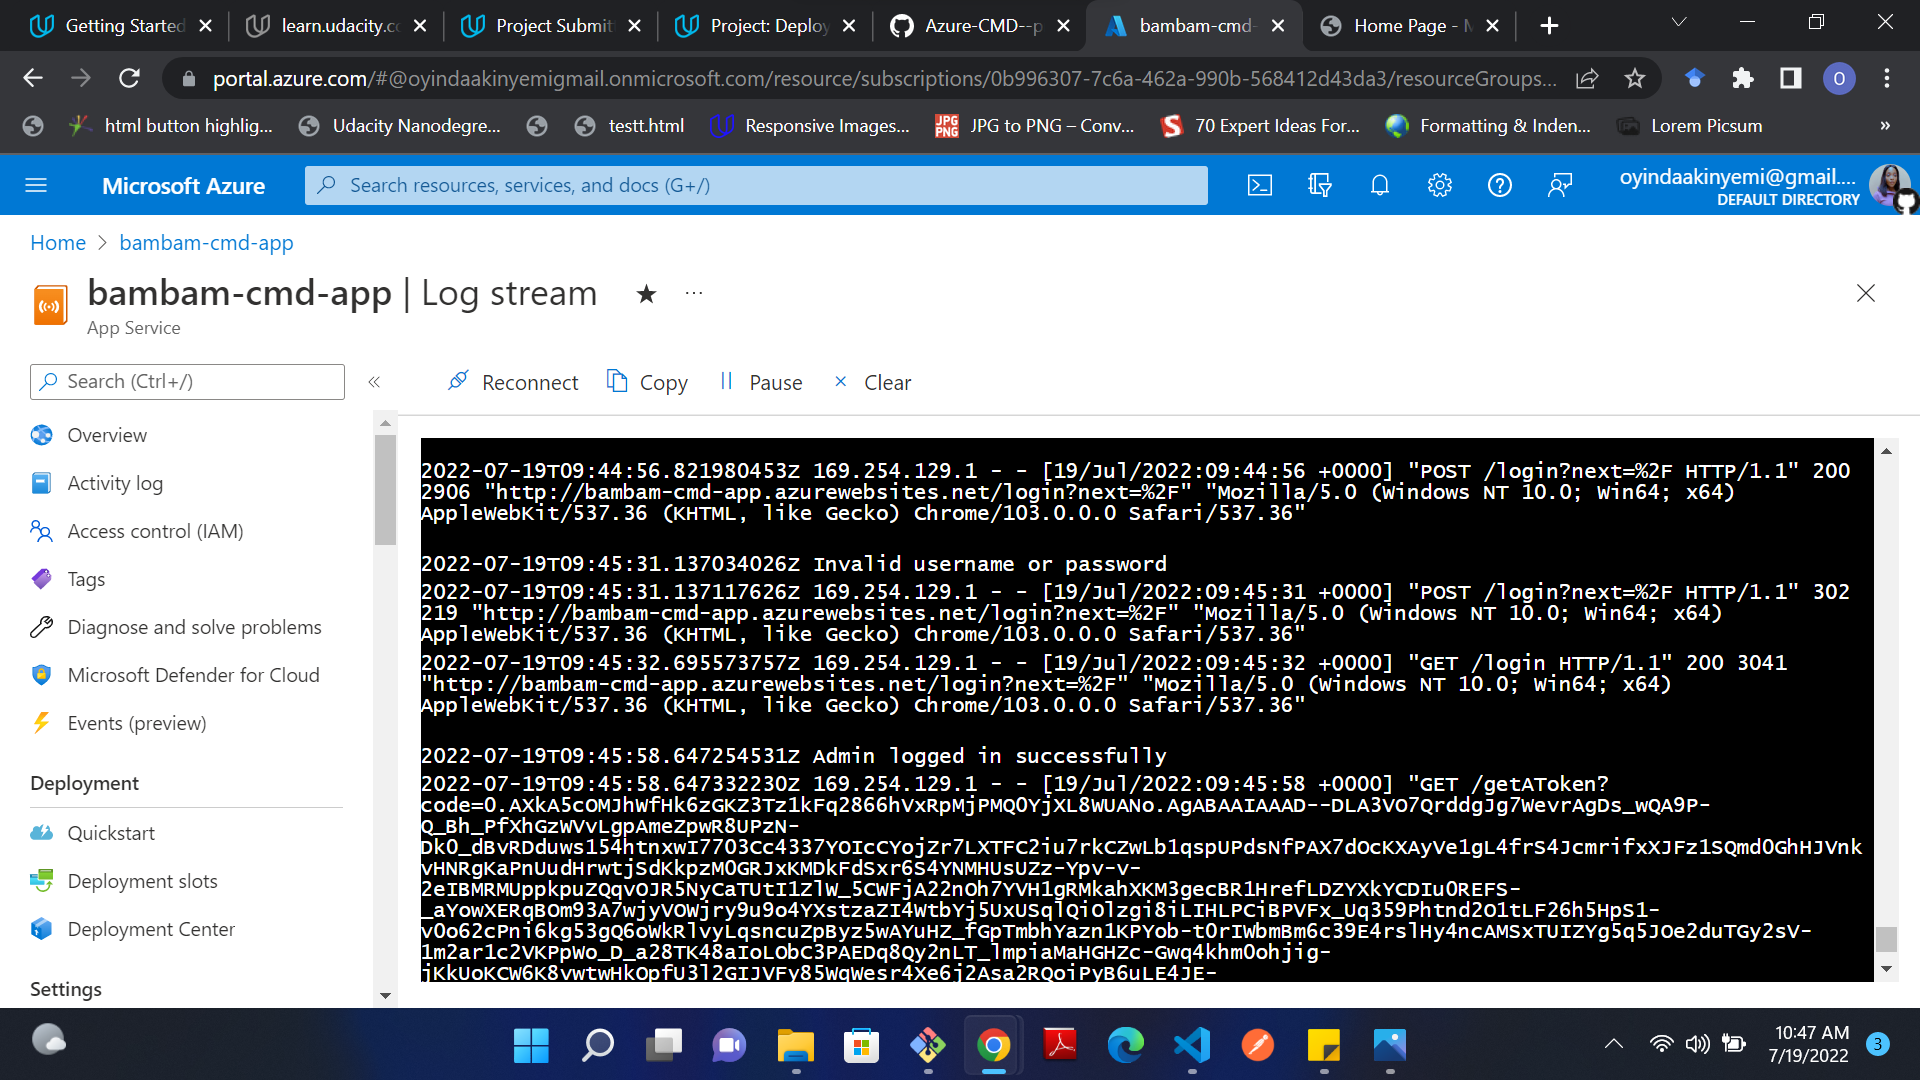 Getting Started
learn.udacity.co
Project Submit
Project: Deploy
Azure-CMD--p
bambam-cmd-
Home Page - M
portal.azure.com/#@oyindaakinyemigmail.onmicrosoft.com/resource/subscriptions/0b996307-7c6a-462a-990b-568412d43da3/resourceGroups...
O
html button highlig...
Udacity Nanodegre...
testt.html
Responsive Images...
JPG PNG
JPG to PNG – Conv...
70 Expert Ideas For...
Formatting & Inden...
Lorem Picsum
»
Microsoft Azure
Search resources, services, and docs (G+/)
oyindaakinyemi@gmail....
DEFAULT DIRECTORY
Home > bambam-cmd-app
bambam-cmd-app | Log stream
App Service
Search (Ctrl+/)
Reconnect
Copy
Pause
Clear
Overview
Activity log
Access control (IAM)
Tags
Diagnose and solve problems
Microsoft Defender for Cloud
Events (preview)
Deployment
Quickstart
Deployment slots
Deployment Center
Settings
2022-07-19T09:44:56.821980453Z 169.254.129.1 - - [19/Jul/2022:09:44:56 +0000] "POST /login?next=%2F HTTP/1.1" 200
2906 "http://bambam-cmd-app.azurewebsites.net/login?next=%2F" "Mozilla/5.0 (Windows NT 10.0; Win64; x64)
AppleWebKit/537.36 (KHTML, like Gecko) Chrome/103.0.0.0 Safari/537.36"
2022-07-19T09:45:31.137034026Z Invalid username or password
2022-07-19T09:45:31.137117626Z 169.254.129.1 - - [19/Jul/2022:09:45:31 +0000] "POST /login?next=%2F HTTP/1.1" 302
219 "http://bambam-cmd-app.azurewebsites.net/login?next=%2F" "Mozilla/5.0 (Windows NT 10.0; Win64; x64)
AppleWebKit/537.36 (KHTML, like Gecko) Chrome/103.0.0.0 Safari/537.36"
2022-07-19T09:45:32.695573757Z 169.254.129.1 - - [19/Jul/2022:09:45:32 +0000] "GET /login HTTP/1.1" 200 3041
"http://bambam-cmd-app.azurewebsites.net/login?next=%2F" "Mozilla/5.0 (Windows NT 10.0; Win64; x64)
AppleWebKit/537.36 (KHTML, like Gecko) Chrome/103.0.0.0 Safari/537.36"
2022-07-19T09:45:58.647254531Z Admin logged in successfully
2022-07-19T09:45:58.647332230Z 169.254.129.1 - - [19/Jul/2022:09:45:58 +0000] "GET /getAToken?
code=0.AXkA5cOMJhWfHk6zGKZ3Tz1kFq2866hVxRpMjPMQ0YjXL8WUANo.AgABAAIAAAD--DLA3VO7QrddgJg7WevrAgDs_wQA9P-
Q_Bh_PfXhGzWVvLgpAmeZpwR8UPzN-
Dk0_dBvRDduws154htnxwI7703Cc4337YOIcCYojZr7LXTFC2iu7rkCZwLb1qspUPdsNfPAX7dOcKXAyVe1gL4frS4JcmrifxXJFz1SQmd0GhHJVnk
vHNRgKaPnUudHrwtjSdKkpzM0GRJxKMDkFdSxr6S4YNMHUsUZz-Ypv-v-
2eIBMRMUppkpuZQqvOJR5NyCaTUtI1ZlW_5CWFjA22nOh7YVH1gRMkahXKM3gecBR1HrefLDZYXkYCDIu0REFS-
_aYowXERqBOm93A7wjyVOWjry9u9o4YXstzaZI4WtbYj5UxUSqlQiOlzgi8iLIHLPCiBPVFx_Uq359Phtnd2O1tLF26h5HpS1-
v0o62cPni6kg53gQ6oWkRlvyLqsncuZpByz5wAYuHZ_fGpTmbhYazn1KPYob-t0rIWbmBm6c39E4rslHy4ncAMSxTUIZYg5q5JOe2duTGy2sV-
1m2ar1c2VKPpWo_D_a28TK48aIoLObC3PAEDq8Qy2nLT_lmpiaMaHGHZc-Gwq4khm0ohjig-
jKkUoKCW6K8vwtwHkOpfU3l2GIJVFy85WqWesr4Xe6j2Asa2RQoiPyB6uLE4JE-
10:47 AM
7/19/2022
3